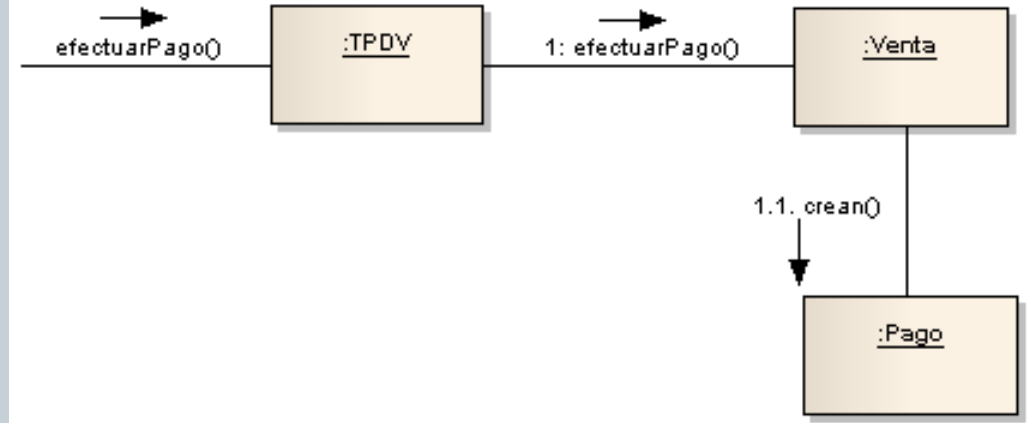 efectuarPago()
:TPDV
1: efectuarPago()
:Venta
1.1. crean()
:Pago